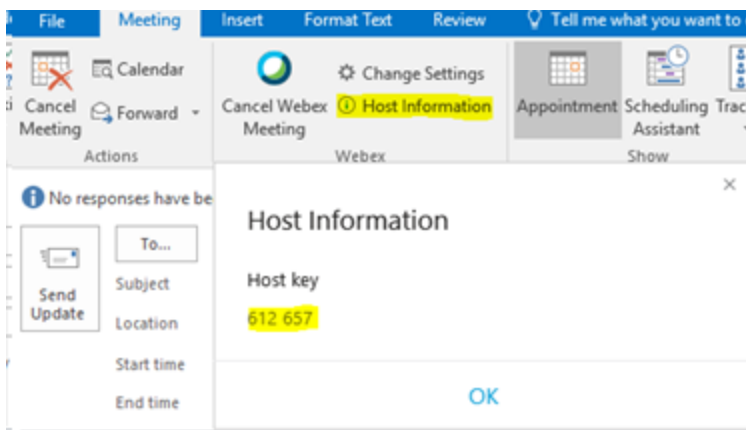 File Meeting Insert Format Text Review Tell me what you want to
Calendar
Cancel Meeting
Forward
Actions
Cancel Webex Meeting
Change Settings
Host Information
Webex
Appointment
Scheduling Assistant
Show
No responses have be
Send Update
To...
Subject
Location
Start time
End time
Host Information
Host key
612 657
OK